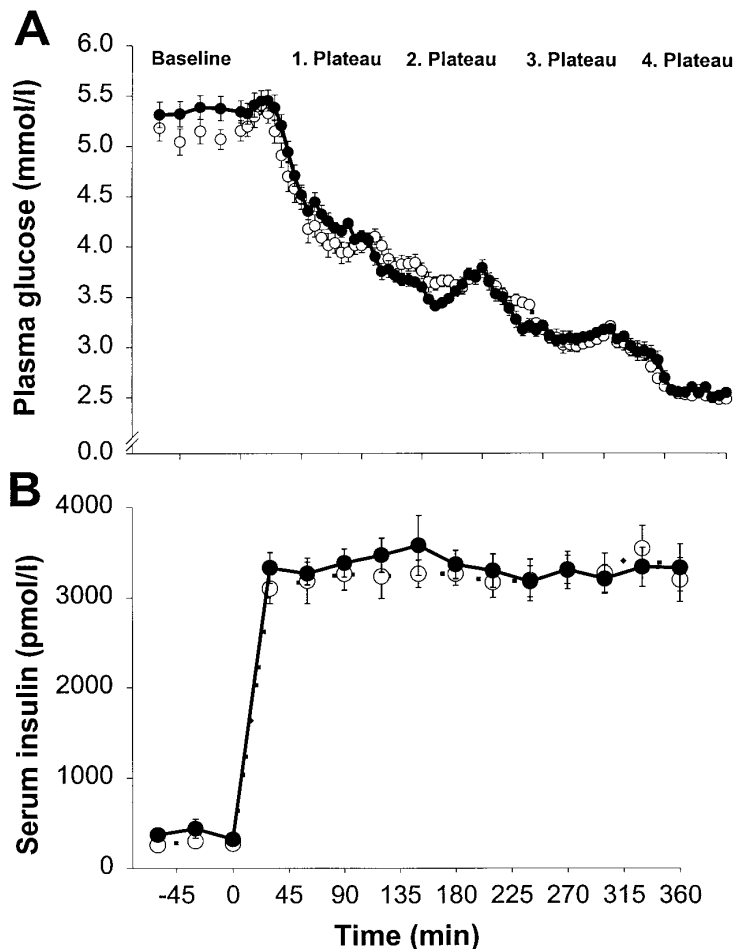 A
6.0
Baseline 1. Plateau 2. Plateau 3. Plateau 4. Plateau
5.5
5.0
4.5
4.0
3.5
3.0
2.5
0.0
Plasma glucose (mmol/l)
B
4000
3000
2000
1000
0
Serum insulin (pmol/l)
-45 0 45 90 135 180 225 270 315 360
Time (min)